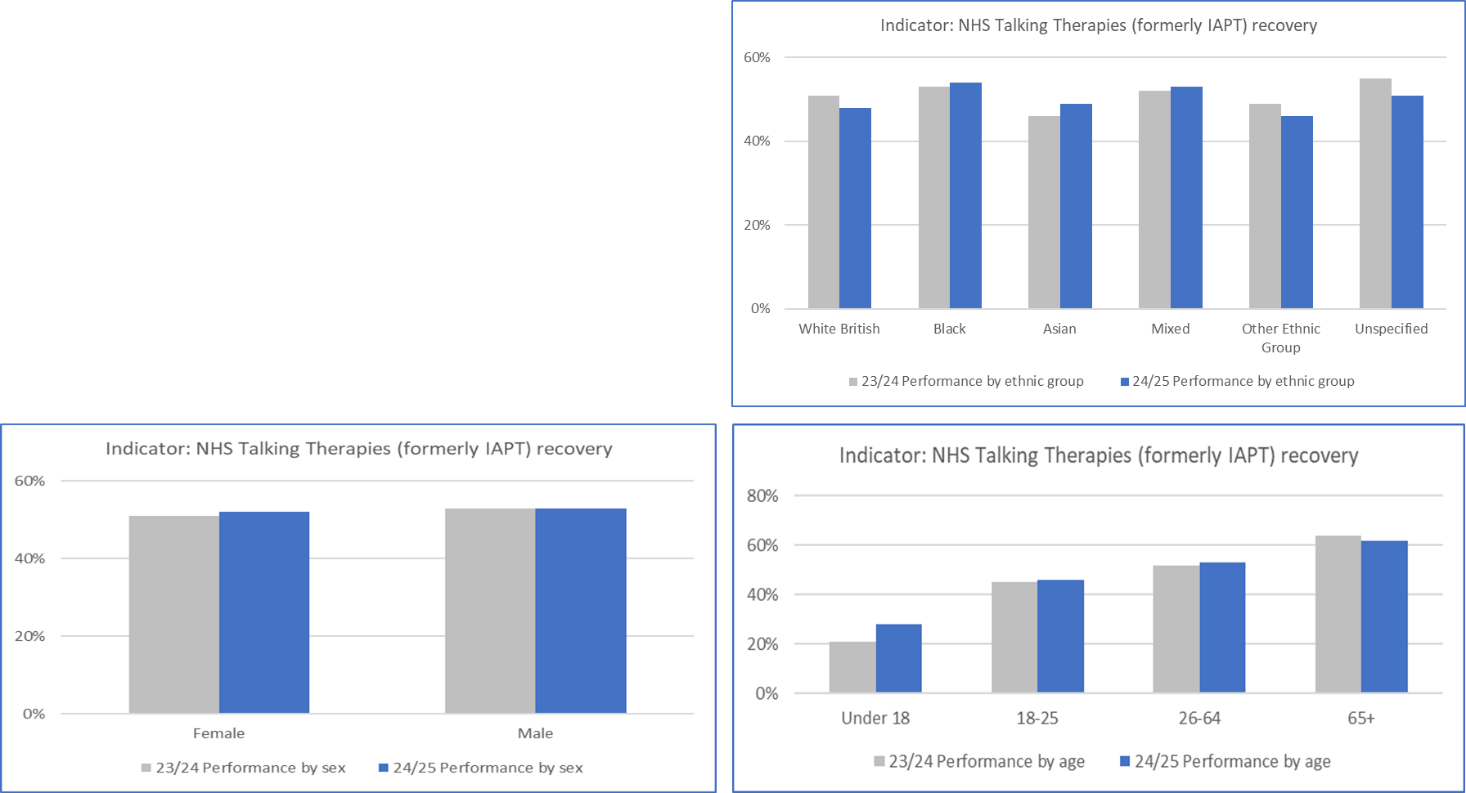 Indicator: NHS Talking Therapies (formerly IAPT) recovery
60%
40%
20%
0%
White British Black Asian Mixed Other Ethnic Unspecified
Group
23/24 Performance by ethnic group 24/25 Performance by ethnic group
Indicator: NHS Talking Therapies (formerly IAPT) recovery
60%
40%
20%
0%
Female Male
23/24 Performance by sex 24/25 Performance by sex
Indicator: NHS Talking Therapies (formerly IAPT) recovery
80%
60%
40%
20%
0%
Under 18 18-25 26-64 65+
23/24 Performance by age 24/25 Performance by age